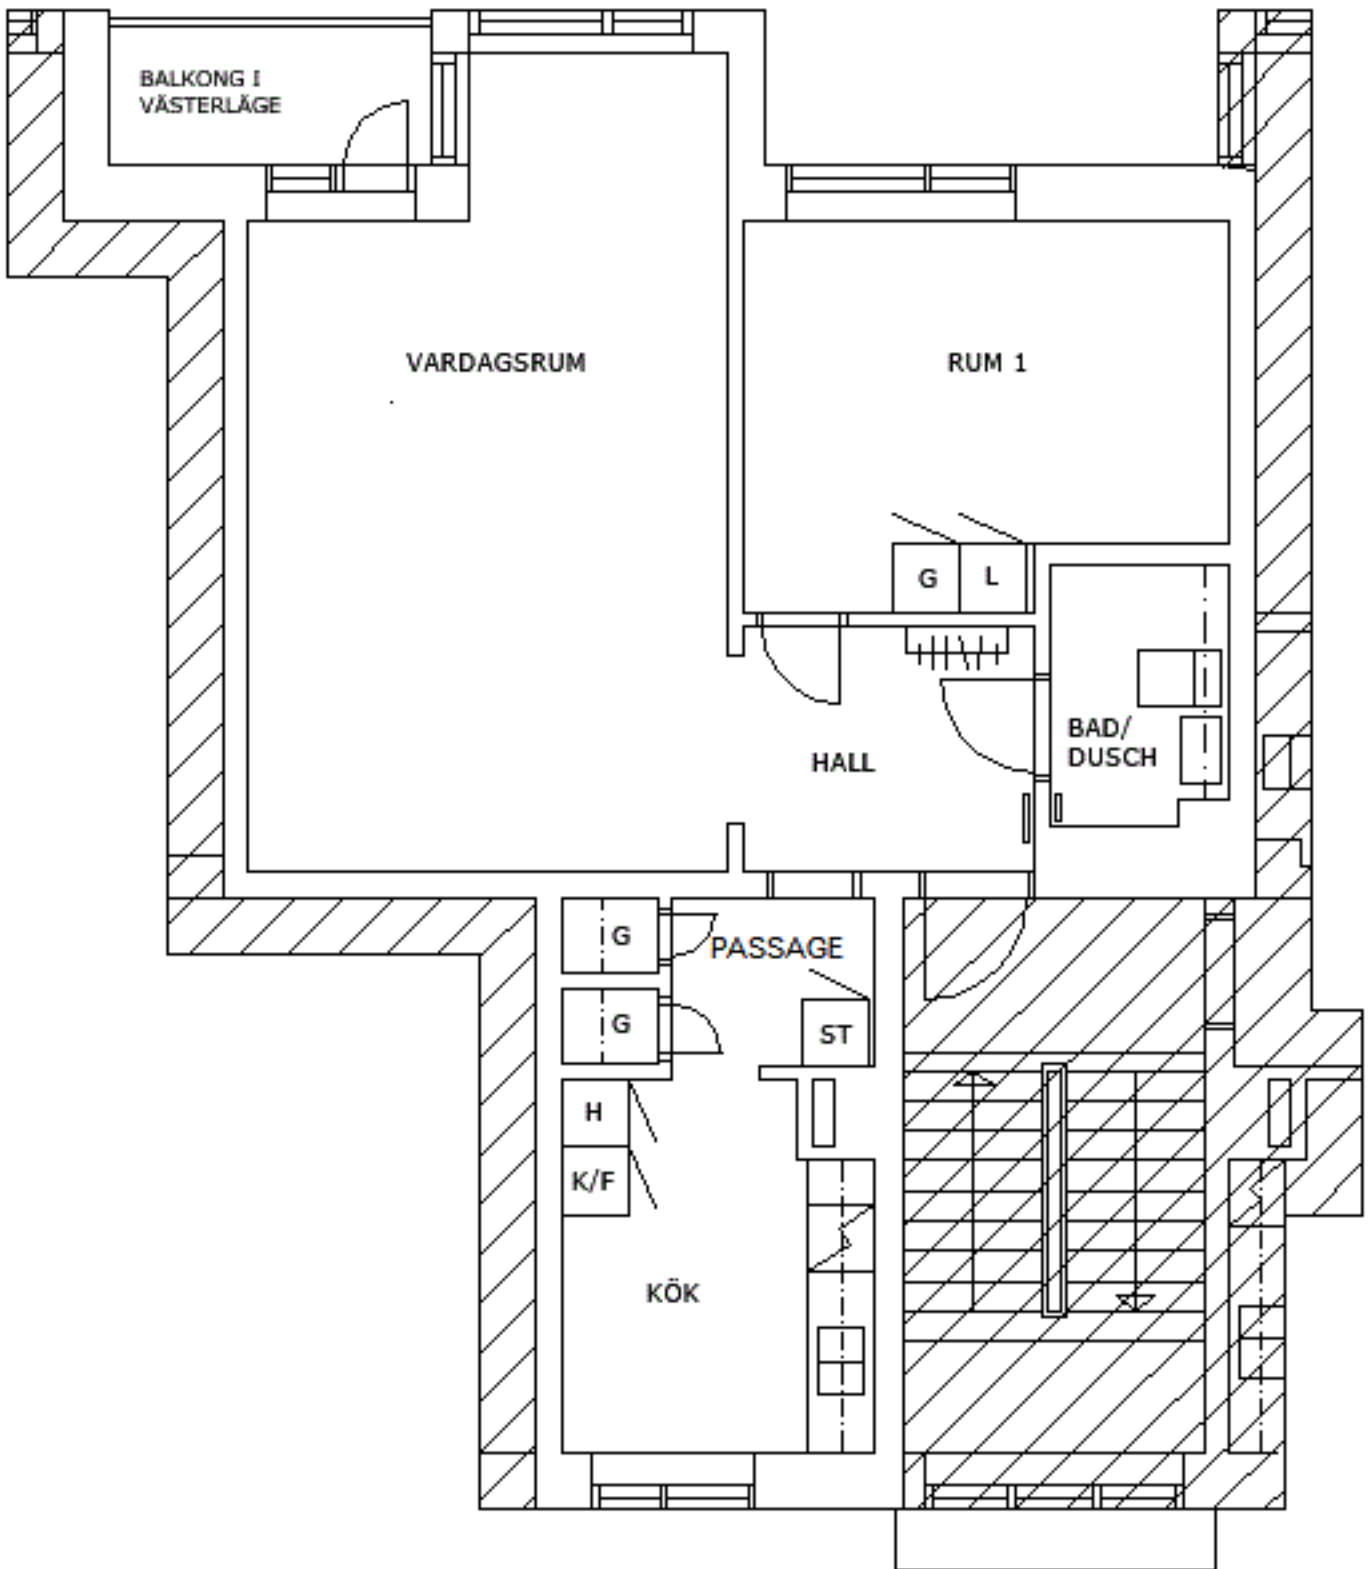 BALKONG I
VÄSTERLÄGE
VARDAGSRUM
RUM 1
G
L
BAD/
DUSCH
HALL
G
PASSAGE
G
ST
H
K/F
KÖK